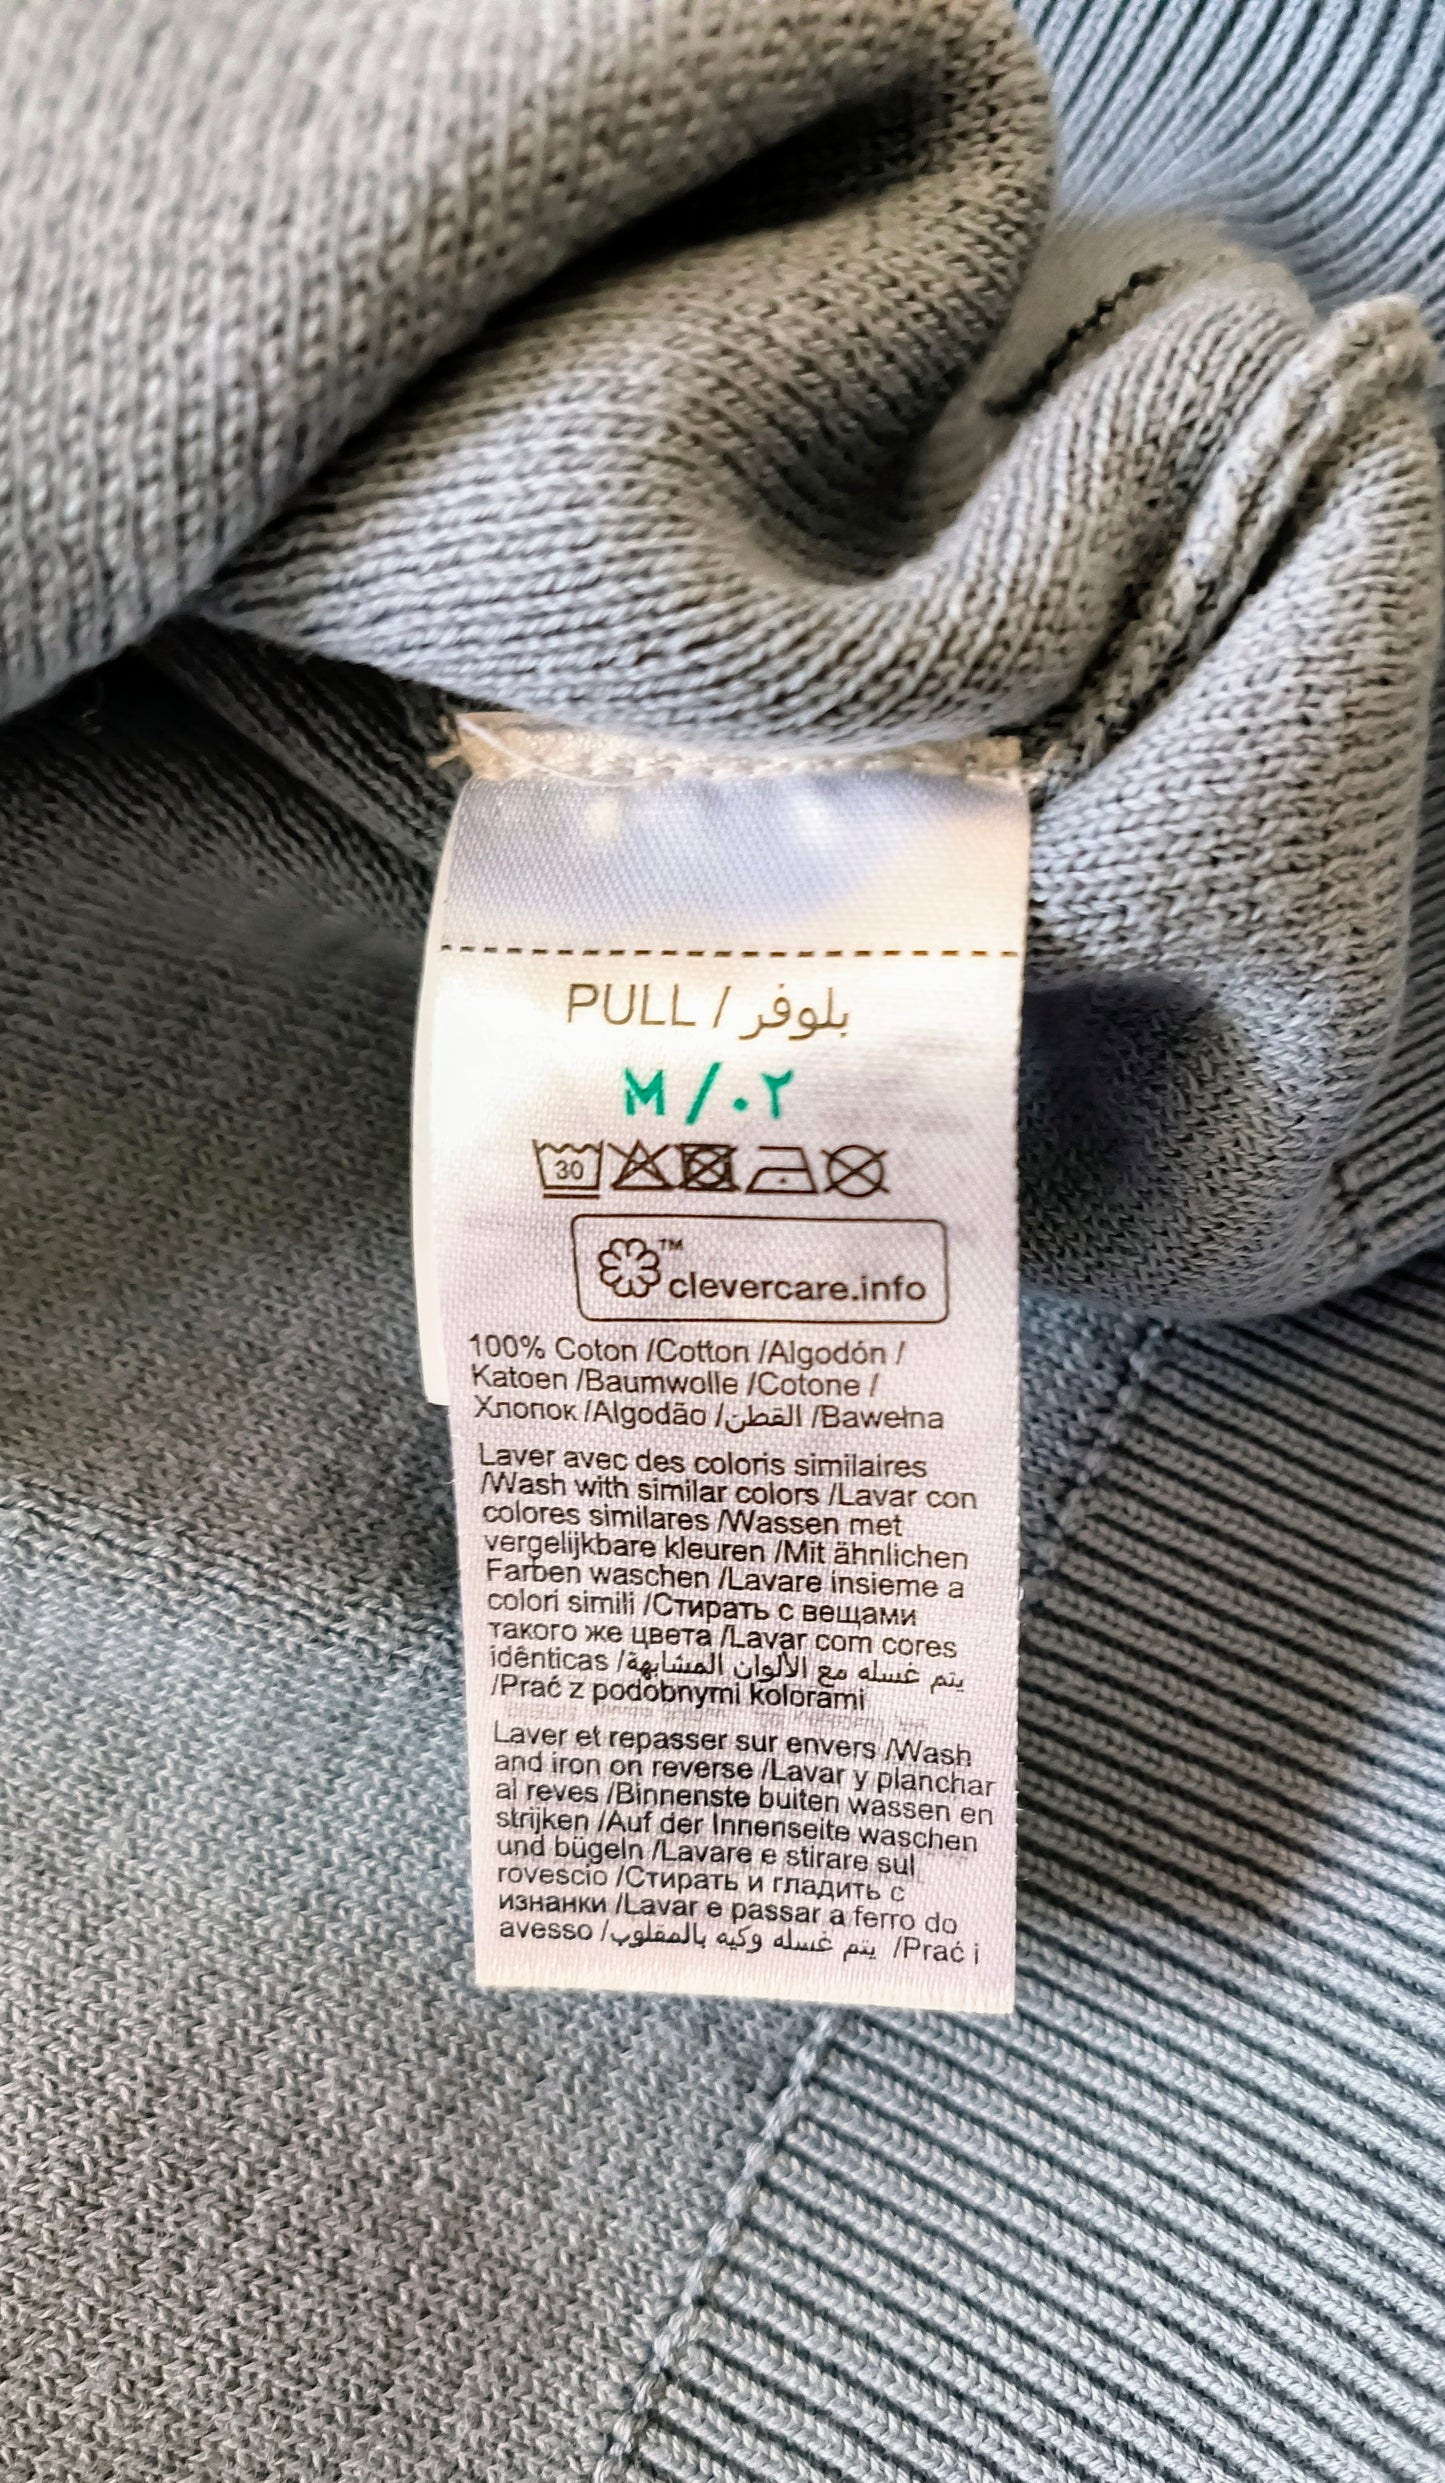 PULL / بلوفر
M / ٠٢
30
™
clevercare.info
100% Coton /Cotton /Algodón /
Katoen /Baumwolle /Cotone /
Хлопок /Algodão /القطن /Bawełna
Laver avec des coloris similaires
/Wash with similar colors /Lavar con
colores similares /Wassen met
vergelijkbare kleuren /Mit ähnlichen
Farben waschen /Lavare insieme a
colori simili /Стирать с вещами
такого же цвета /Lavar com cores
idênticas /يتم غسله مع الألوان المشابهة
/Prać z podobnymi kolorami
Laver et repasser sur envers /Wash
and iron on reverse /Lavar y planchar
al reves /Binnenste buiten wassen en
strijken /Auf der Innenseite waschen
und bügeln /Lavare e stirare sul
rovescio /Стирать и гладить с
изнанки /Lavar e passar a ferro do
avesso /يتم غسله وكيه بالمقلوب /Prać i